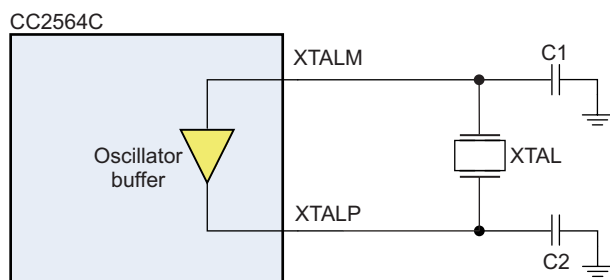 CC2564C
XTALM
C1
Oscillator
buffer
XTAL
XTALP
C2